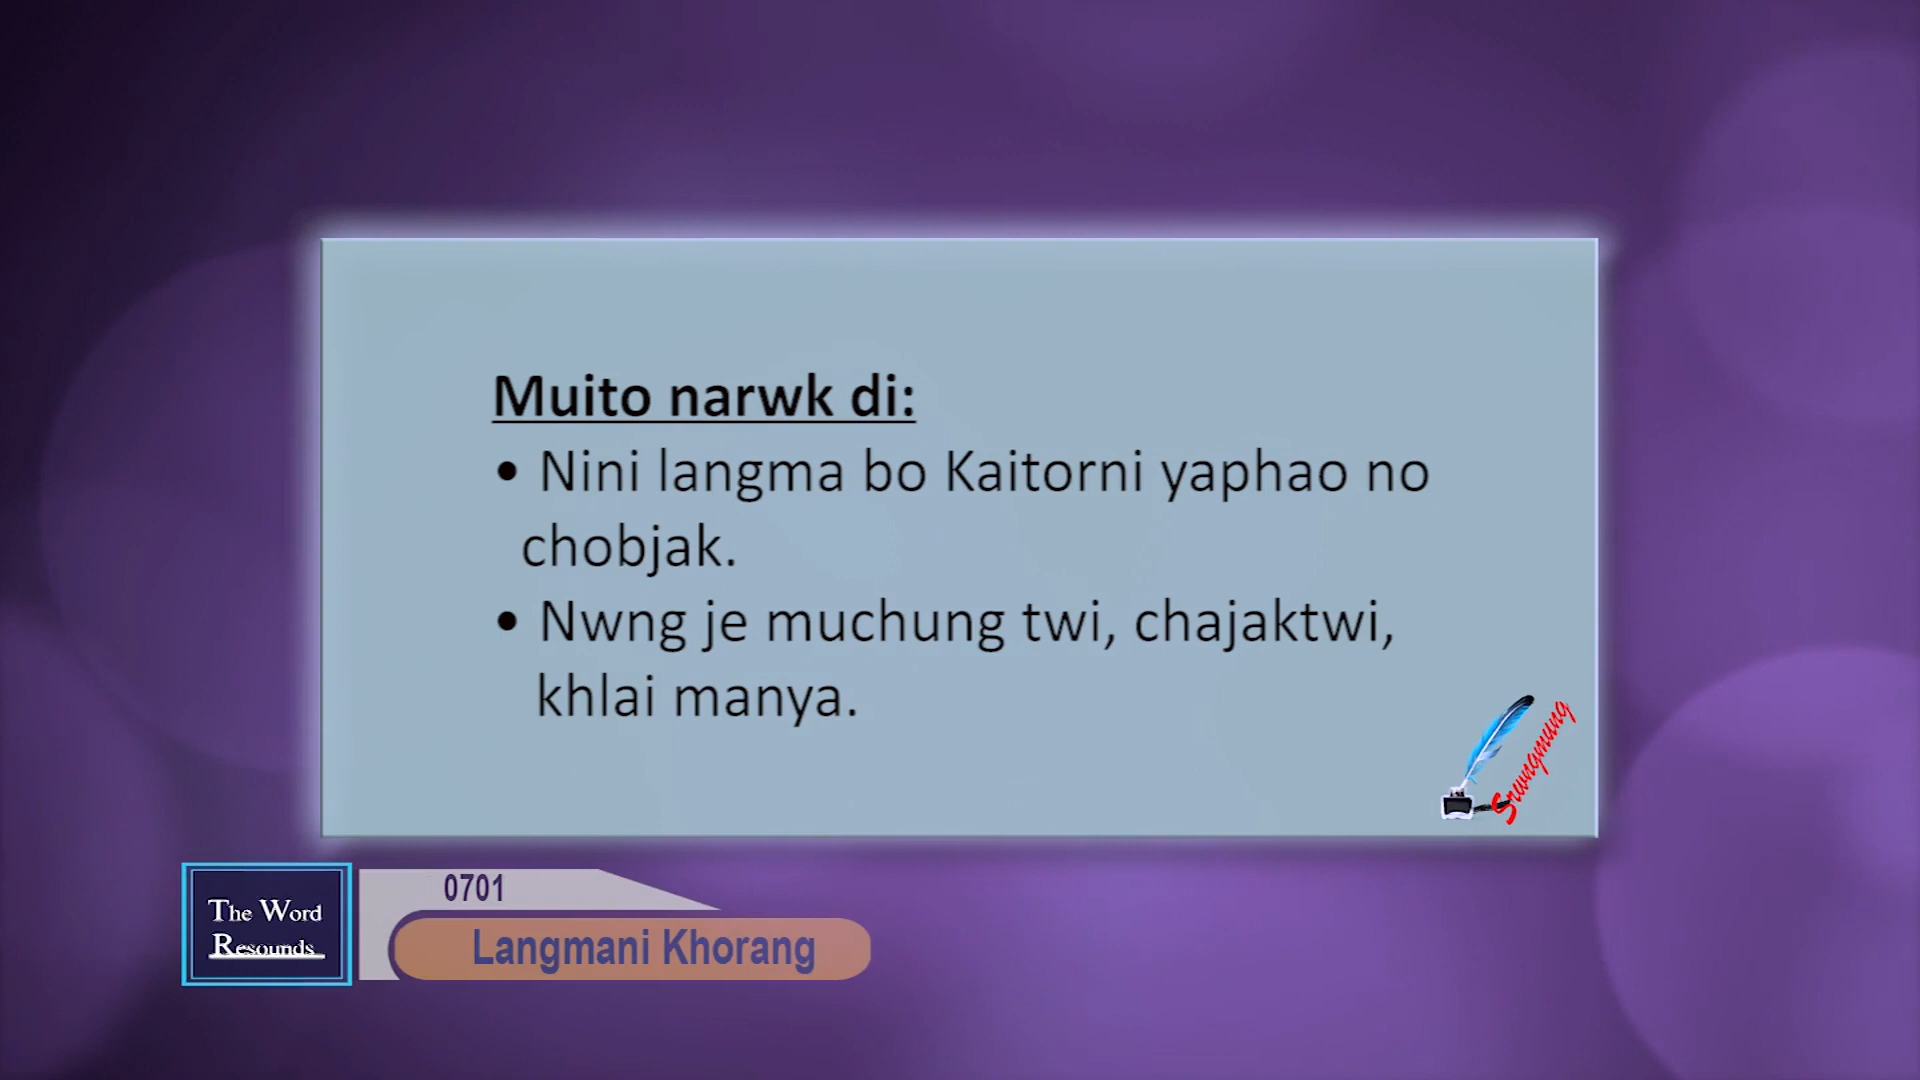 Muito narwk di:
• Nini langma bo Kaitorni yaphao no
chobjak.
• Nwng je muchung twi, chajaktwi,
khlai manya.
Srwngmung
The Word
Resounds
0701
Langmani Khorang